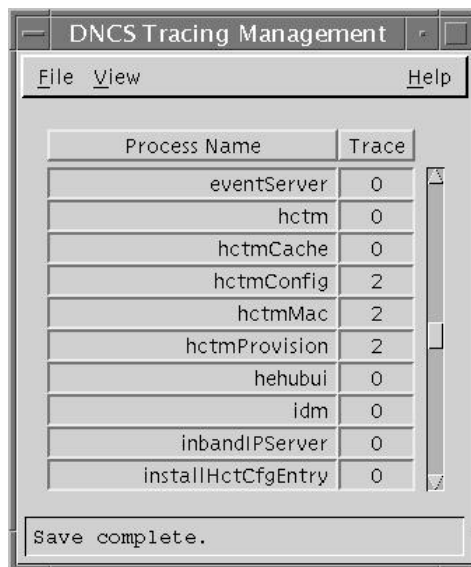 DNCS Tracing Management
File View Help
Process Name Trace
eventServer 0
hctm 0
hctmCache 0
hctmConfig 2
hctmMac 2
hctmProvision 2
hehubui 0
idm 0
inbandIPServer 0
installHctCfgEntry 0
Save complete.